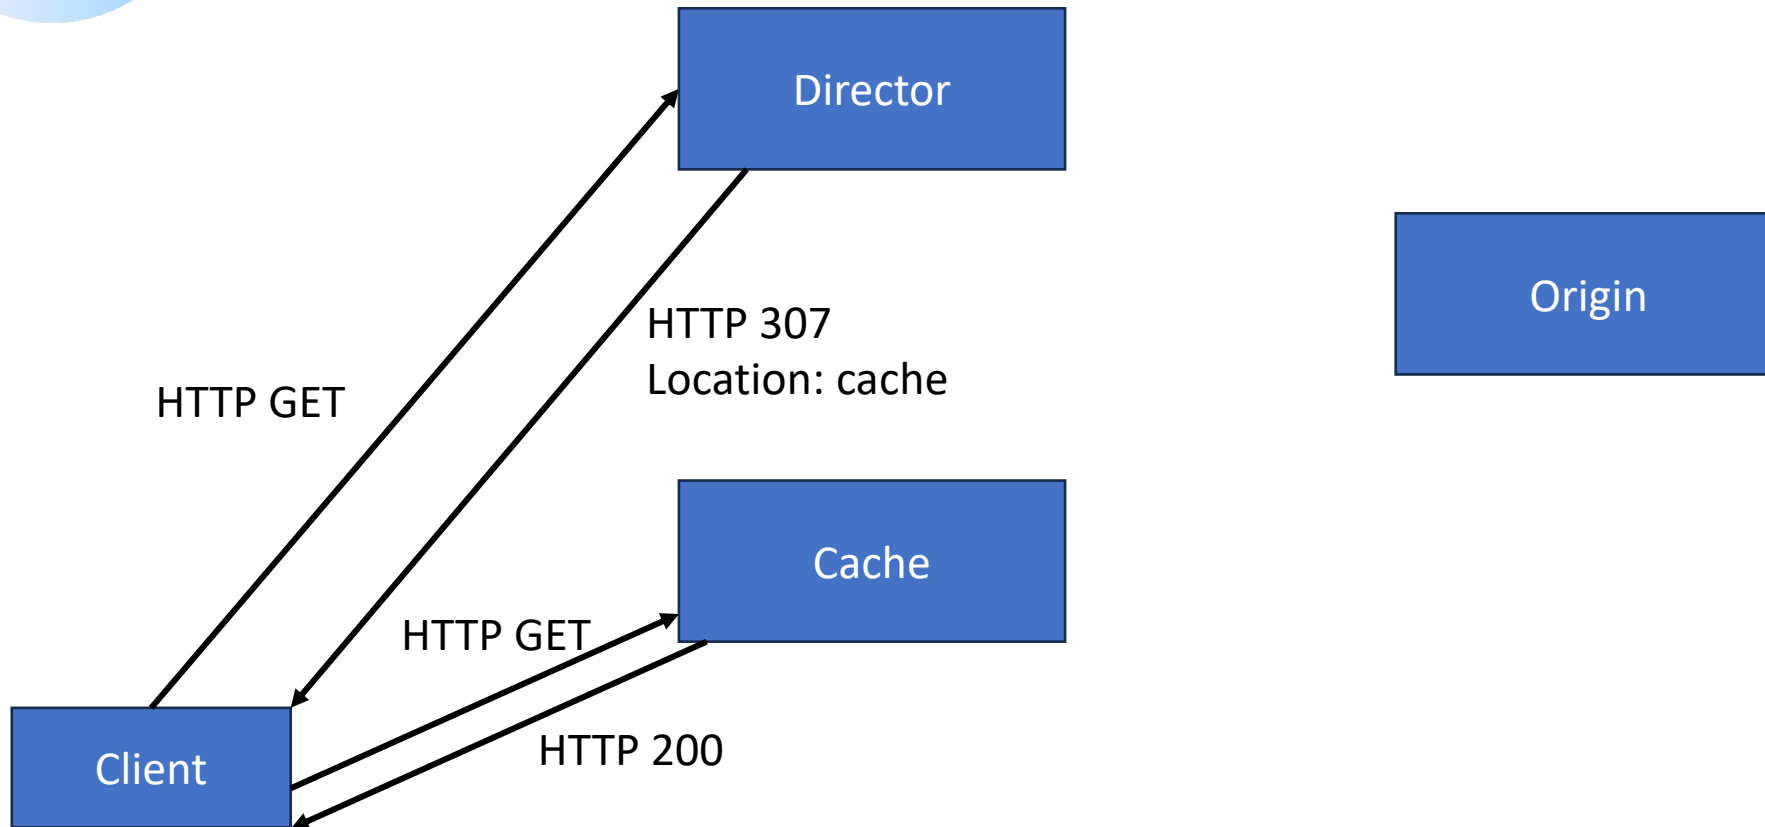 Director
Origin
HTTP 307
Location: cache
HTTP GET
Cache
HTTP GET
HTTP 200
Client